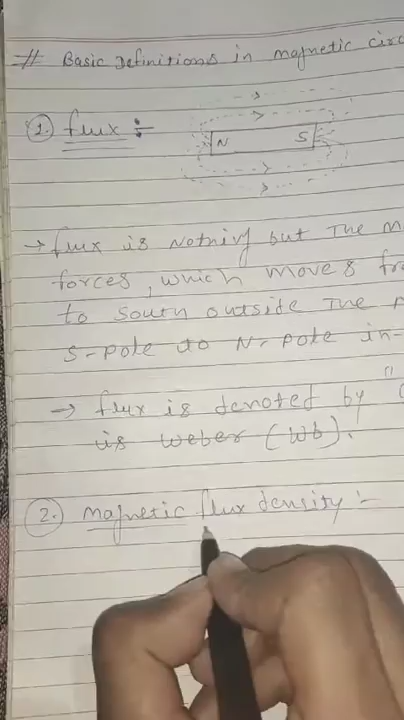 # Basic Definitions in magnetic circ
1. flux :-
N S
→ flux is Nothing but The M
forces, which moves fr
to south outside The
S-pole to N-pole in-
→ flux is denoted by "
is weber (Wb).
2. Magnetic flux density :-